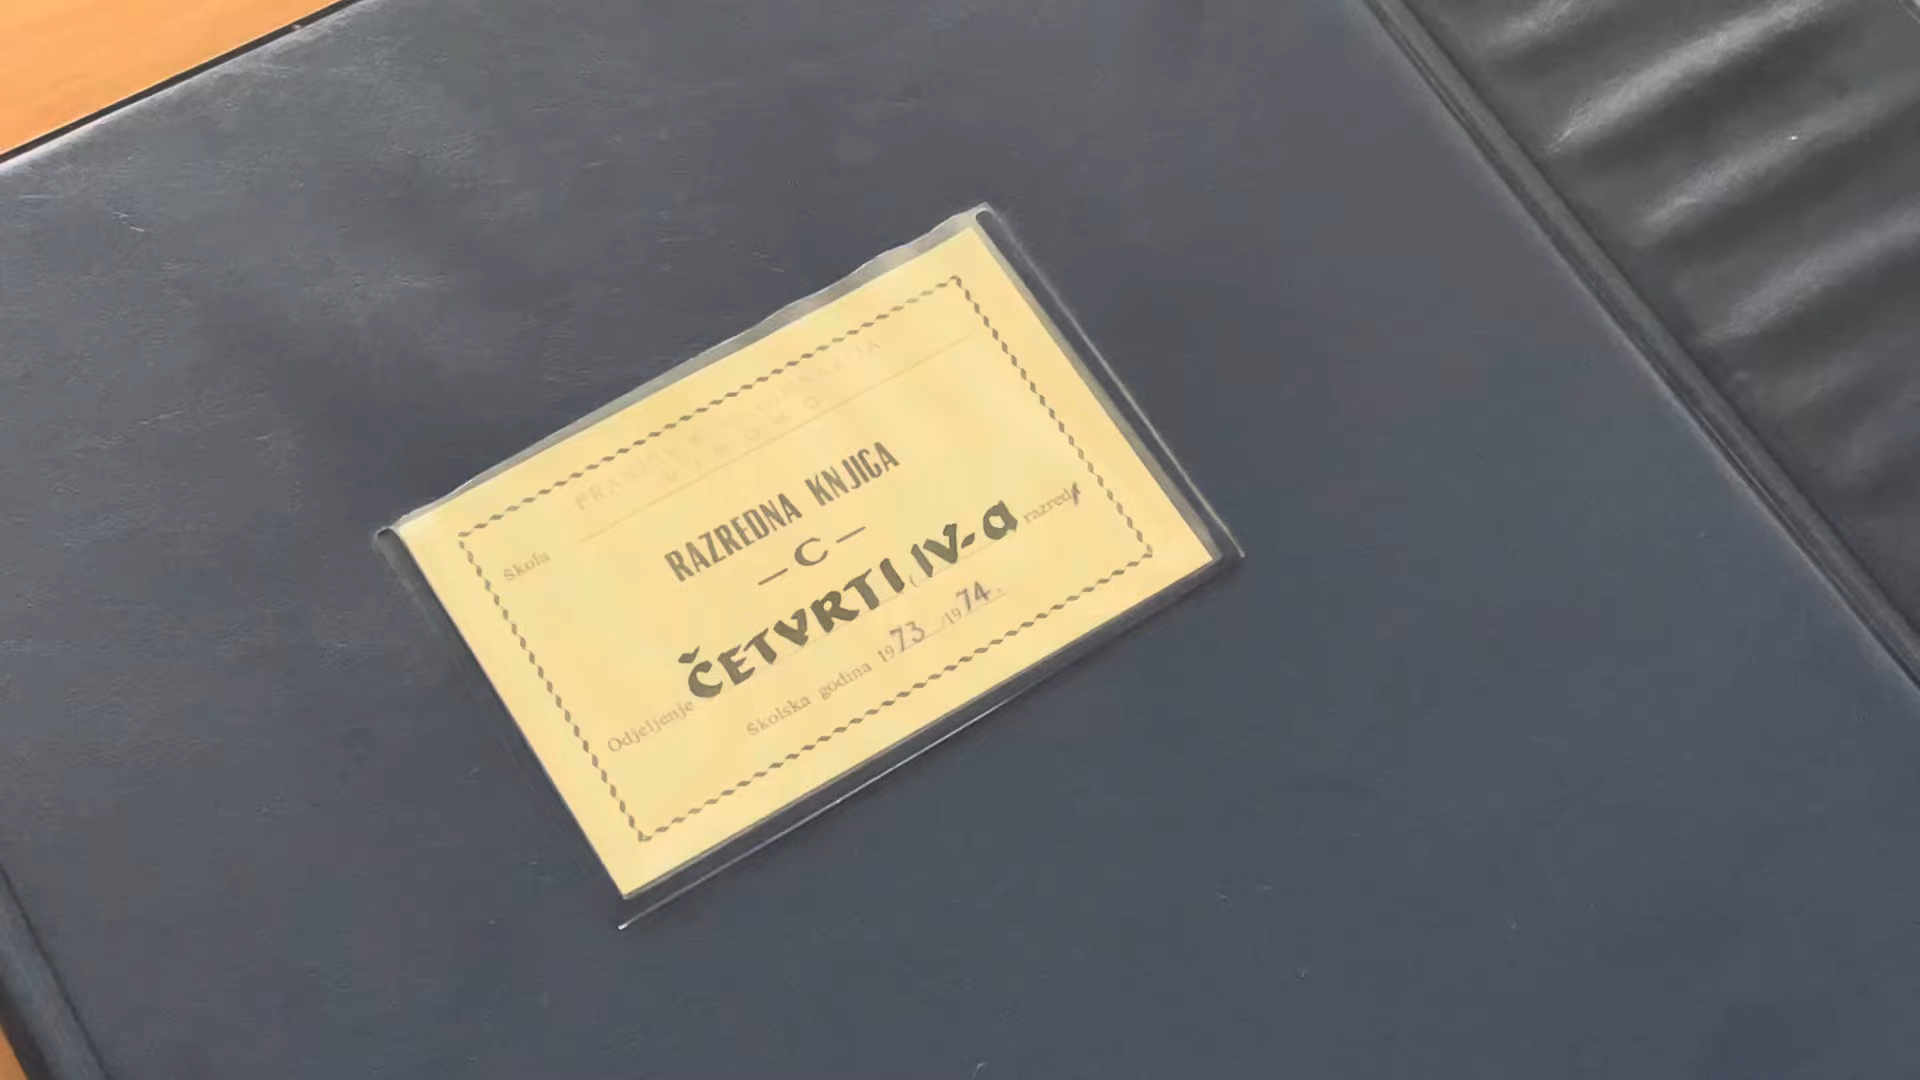 Škola
RAZREDNA KNJIGA
— C —
Odjeljenje ČETVRTI IV-a razred
Školska godina 1973/1974.